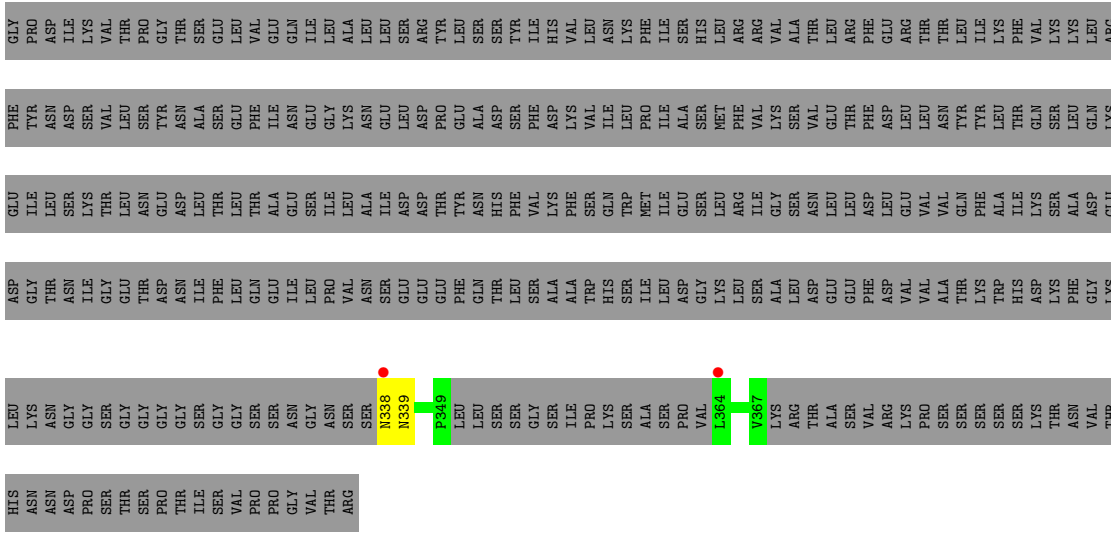 GLY PRO ASP ILE LYS VAL THR PRO GLY THR SER GLU LEU VAL GLU GLN ILE LEU ALA LEU LEU SER ARG TYR LEU SER SER TYR ILE HIS VAL LEU ASN LYS PHE ILE SER HIS LEU ARG ARG VAL ALA THR LEU ARG PHE GLU ARG THR THR LEU ILE LYS PHE VAL LYS LYS LEU ARG
PHE TYR ASN ASP SER VAL LEU SER TYR ASN ALA SER GLU PHE ILE ASN GLU GLY LYS ASN GLU LEU ASP PRO GLU ALA ASP SER PHE ASP LYS VAL ILE LEU PRO ILE ALA SER MET PHE VAL LYS SER VAL GLU THR PHE ASP LEU LEU ASN TYR TYR LEU THR GLN SER LEU GLN LYS
GLU ILE LEU SER LYS THR LEU ASN GLU ASP LEU THR LEU THR ALA GLU SER ILE LEU ALA ILE ASP ASP THR TYR ASN HIS PHE VAL LYS PHE SER GLN TRP MET ILE GLU SER LEU ARG ILE GLY SER ASN LEU LEU ASP LEU GLU VAL VAL GLN PHE ALA ILE LYS SER ALA ASP GLU
ASP GLY THR ASN ILE GLY GLU THR ASP ASN ILE PHE LEU GLN GLU ILE LEU PRO VAL ASN SER GLU GLU GLU PHE GLN THR LEU SER ALA ALA TRP HIS SER ILE LEU ASP GLY LYS LEU SER ALA LEU ASP GLU GLU PHE ASP VAL VAL ALA THR LYS TRP HIS ASP LYS PHE GLY LYS
LEU LYS ASN GLY GLY SER GLY GLY GLY GLY SER GLY GLY SER SER ASN GLY ASN SER SER N338 N339 P349 LEU LEU SER SER GLY SER ILE PRO LYS SER ALA SER PRO VAL L364 V367 LYS ARG THR ALA SER VAL ARG LYS PRO SER SER SER SER SER SER LYS THR ASN VAL THR
HIS ASN ASN ASP PRO SER THR SER PRO THR ILE SER VAL PRO PRO GLY VAL THR ARG